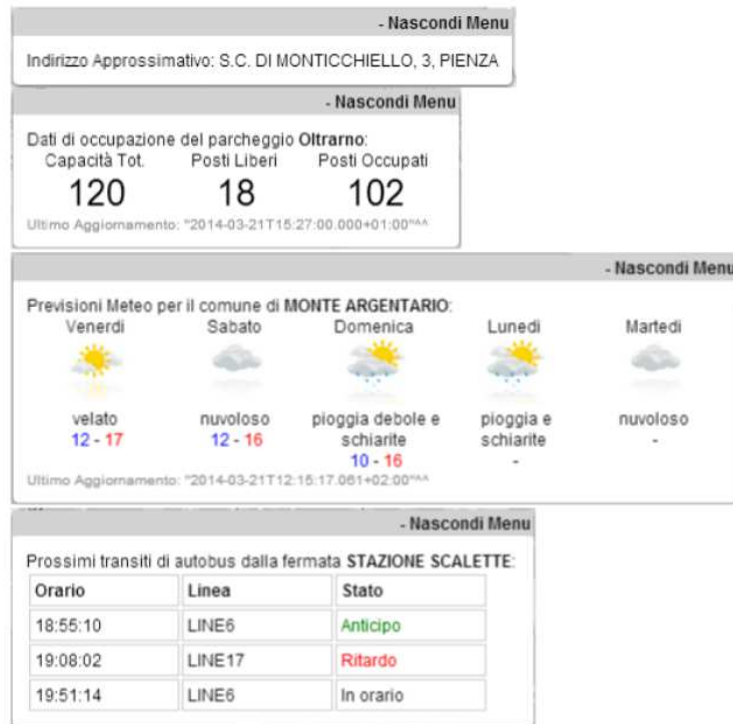 - Nascondi Menu
Indirizzo Approssimativo: S.C. DI MONTICCHIELLO, 3, PIENZA
- Nascondi Menu
Dati di occupazione del parcheggio Oltrarno:
Capacità Tot. Posti Liberi Posti Occupati
120 18 102
Ultimo Aggiornamento: "2014-03-21T15:27:00.000+01:00"^^
- Nascondi Menu
Previsioni Meteo per il comune di MONTE ARGENTARIO:
Venerdi Sabato Domenica Lunedi Martedi
velato nuvoloso pioggia debole e schiarite pioggia e schiarite nuvoloso
12 - 17 12 - 16 10 - 16 - -
Ultimo Aggiornamento: "2014-03-21T12:15:17.061+02:00"^^
- Nascondi Menu
Prossimi transiti di autobus dalla fermata STAZIONE SCALETTE:
Orario Linea Stato
18:55:10 LINE6 Anticipo
19:08:02 LINE17 Ritardo
19:51:14 LINE6 In orario